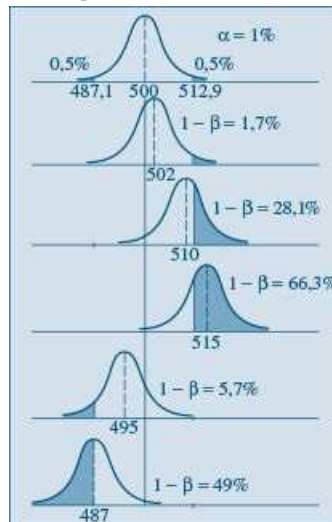 α = 1%
0,5% 0,5%
487,1 500 512,9
1 − β = 1,7%
502
1 − β = 28,1%
510
1 − β = 66,3%
515
1 − β = 5,7%
495
1 − β = 49%
487